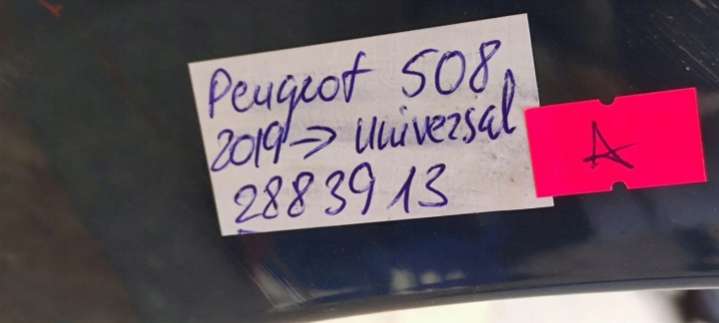 Peugeot 508
2019 → universal
2883913
A